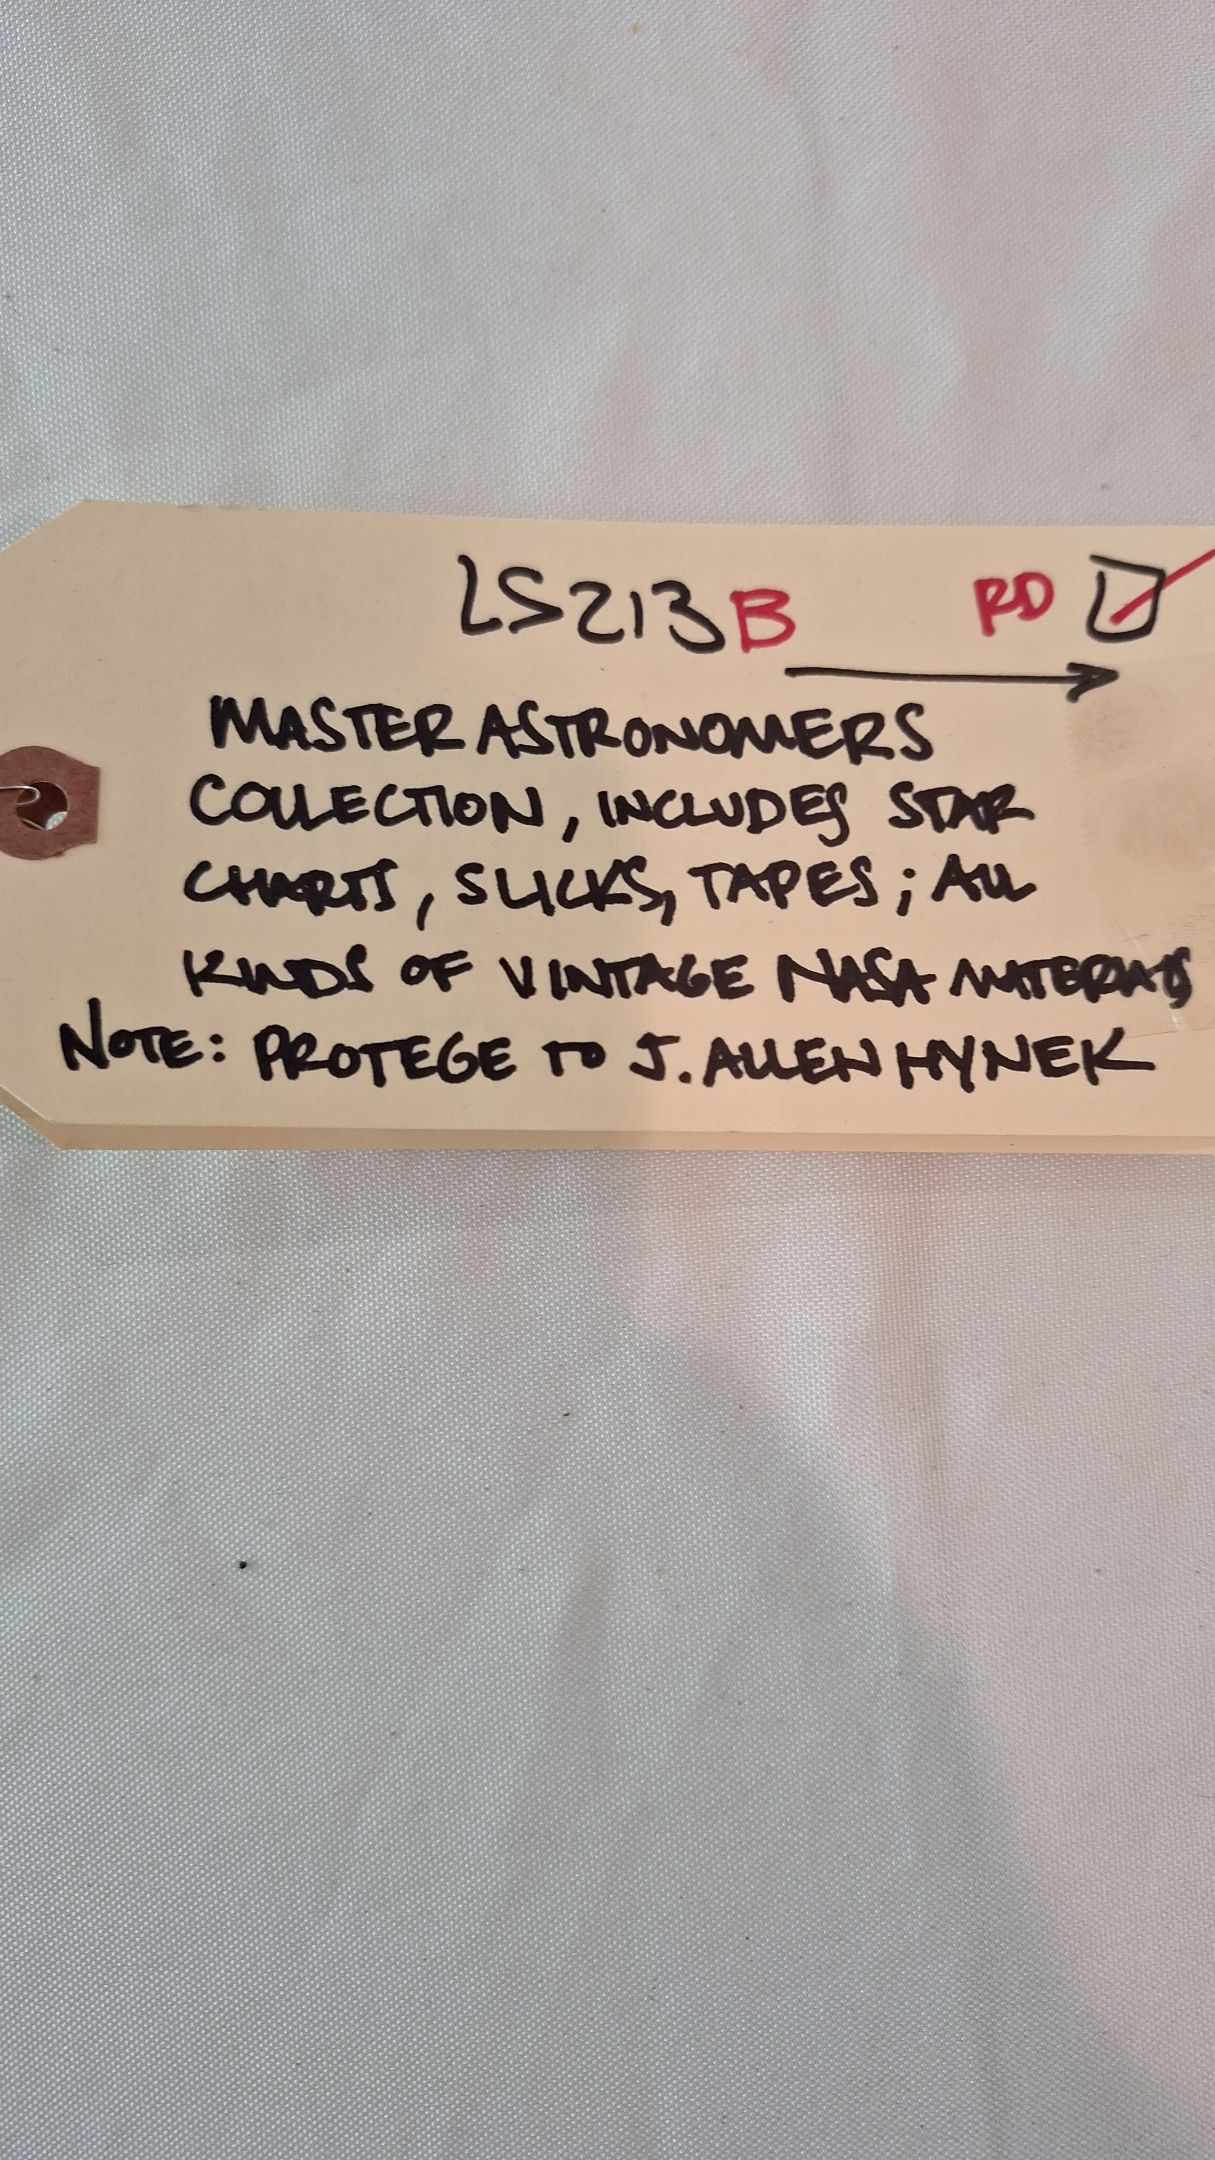 LS213B RD
MASTER ASTRONOMERS
COLLECTION, INCLUDES STAR
CHARTS, SLICKS, TAPES; ALL
KINDS OF VINTAGE NASA MATERIALS
NOTE: PROTEGE TO J. ALLEN HYNEK